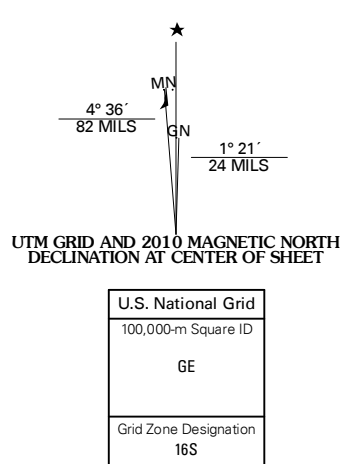 MN
4° 36´
82 MILS
GN
1° 21´
24 MILS
UTM GRID AND 2010 MAGNETIC NORTH
DECLINATION AT CENTER OF SHEET
U.S. National Grid
100,000-m Square ID
GE
Grid Zone Designation
16S